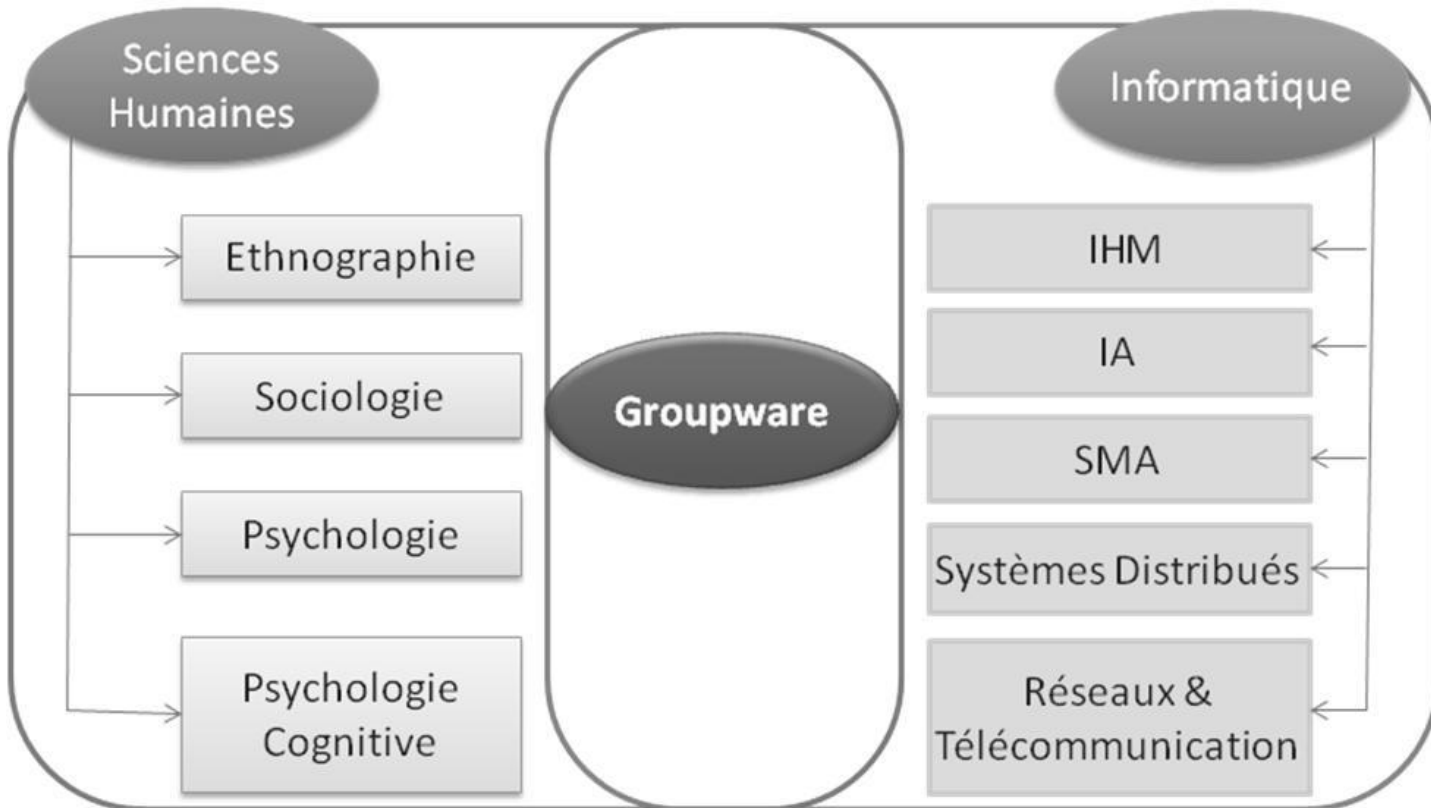 Sciences
Humaines
Ethnographie
Sociologie
Psychologie
Psychologie
Cognitive
Groupware
Informatique
IHM
IA
SMA
Systèmes Distribués
Réseaux &
Télécommunication